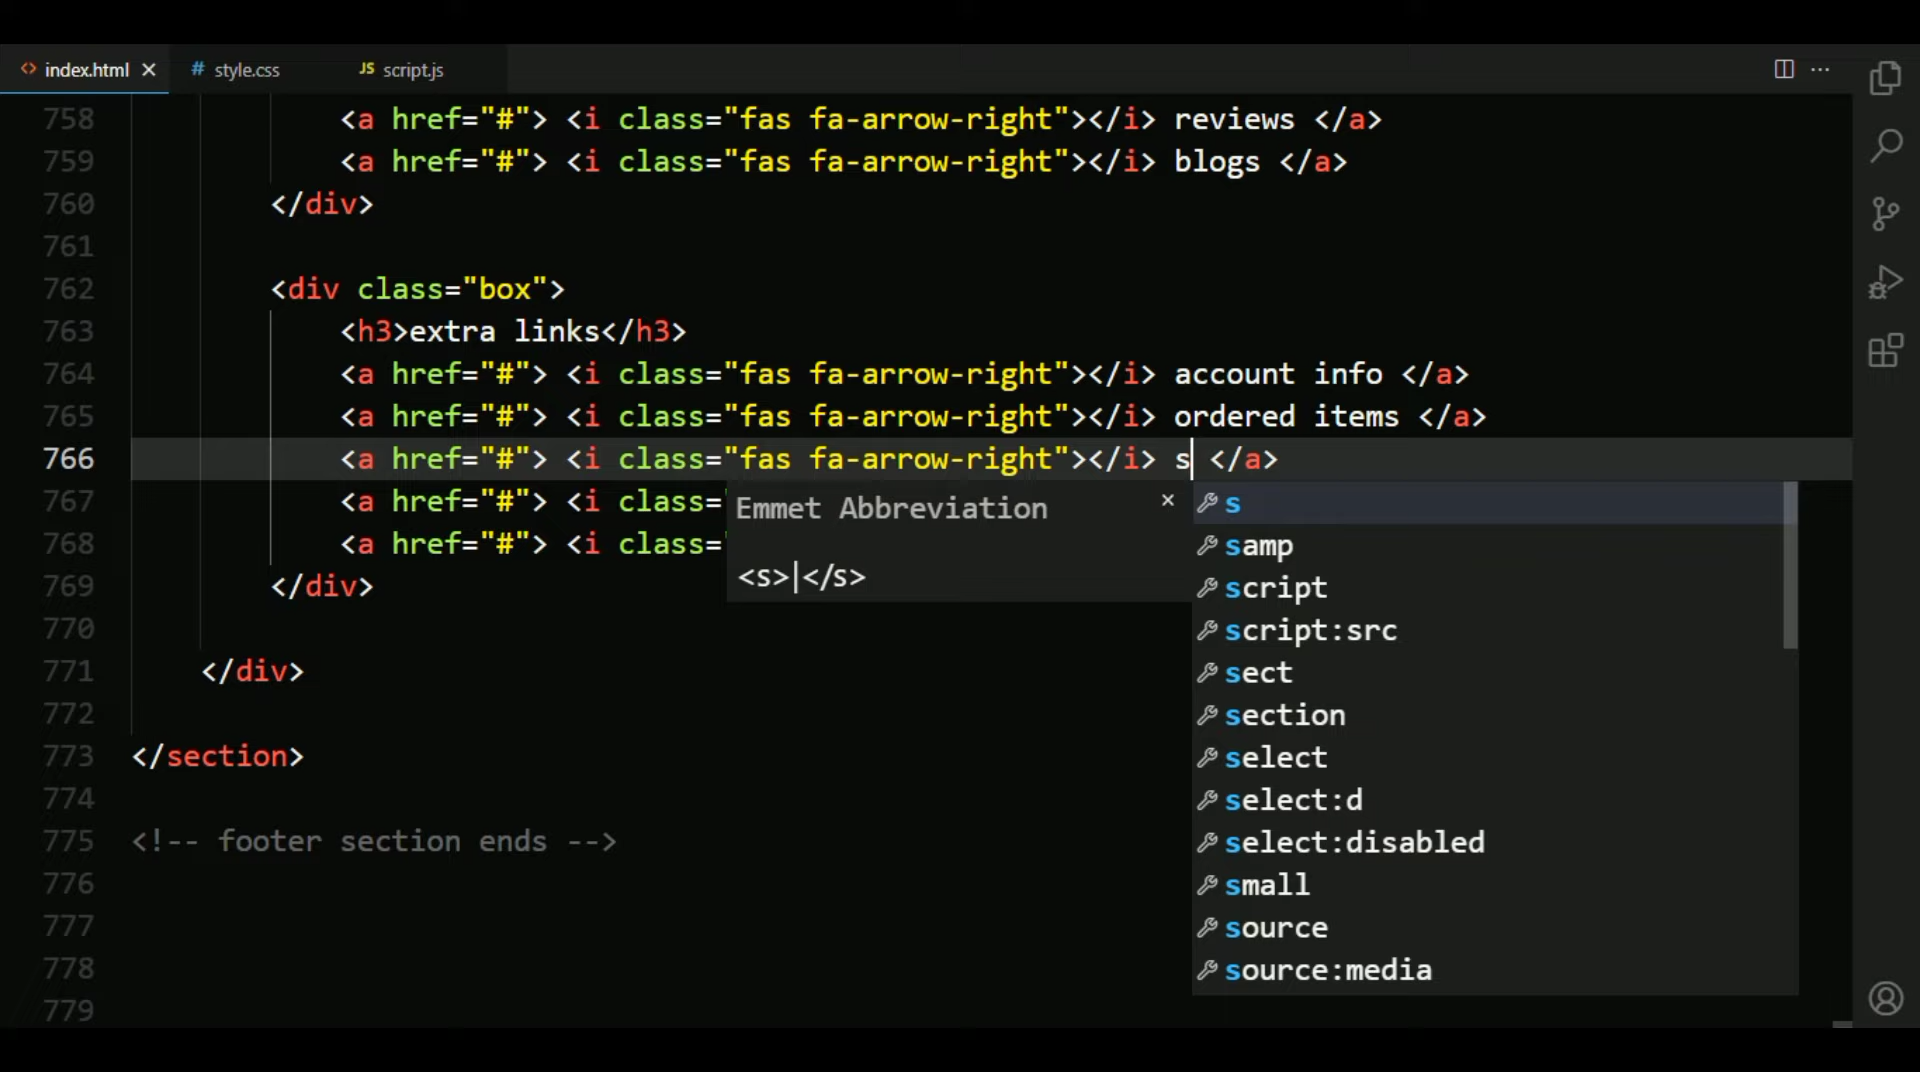 <> index.html × # style.css JS script.js ...
758 <a href="#"> <i class="fas fa-arrow-right"></i> reviews </a>
759 <a href="#"> <i class="fas fa-arrow-right"></i> blogs </a>
760 </div>
761
762 <div class="box">
763 <h3>extra links</h3>
764 <a href="#"> <i class="fas fa-arrow-right"></i> account info </a>
765 <a href="#"> <i class="fas fa-arrow-right"></i> ordered items </a>
766 <a href="#"> <i class="fas fa-arrow-right"></i> s </a>
767 <a href="#"> <i class=
768 <a href="#"> <i class=
769 </div>
770
771 </div>
772
773 </section>
774
775 <!-- footer section ends -->
776
777
778
779
Emmet Abbreviation ×
<s>|</s>
s
samp
script
script:src
sect
section
select
select:d
select:disabled
small
source
source:media